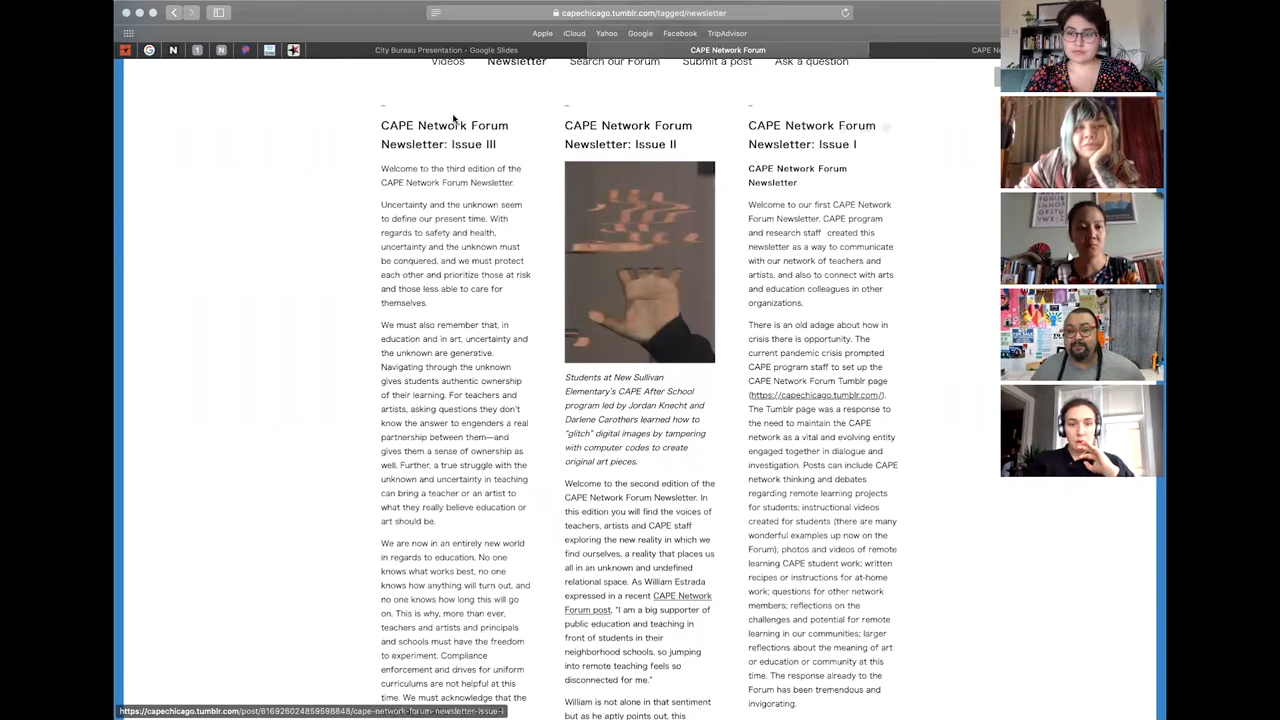 capechicago.tumblr.com/tagged/newsletter
Apple iCloud Yahoo Google Facebook TripAdvisor
City Bureau Presentation - Google Slides
CAPE Network Forum
CAPE Ne
Videos Newsletter Search our Forum Submit a post Ask a question
CAPE Network Forum
Newsletter: Issue III
Welcome to the third edition of the
CAPE Network Forum Newsletter.
Uncertainty and the unknown seem
to define our present time. With
regards to safety and health,
uncertainty and the unknown must
be conquered, and we must protect
each other and prioritize those at risk
and those less able to care for
themselves.
We must also remember that, in
education and in art, uncertainty and
the unknown are generative.
Navigating through the unknown
gives students authentic ownership
of their learning. For teachers and
artists, asking questions they don't
know the answer to engenders a real
partnership between them—and
gives them a sense of ownership as
well. Further, a true struggle with the
unknown and uncertainty in teaching
can bring a teacher or an artist to
what they really believe education or
art should be.
We are now in an entirely new world
in regards to education. No one
knows what works best, no one
knows how anything will turn out, and
no one knows how long this will go
on. This is why, more than ever,
teachers and artists and principals
and schools must have the freedom
to experiment. Compliance
enforcement and drives for uniform
curriculums are not helpful at this
time. We must acknowledge that the
CAPE Network Forum
Newsletter: Issue II
Students at New Sullivan
Elementary's CAPE After School
program led by Jordan Knecht and
Darlene Carothers learned how to
"glitch" digital images by tampering
with computer codes to create
original art pieces.
Welcome to the second edition of the
CAPE Network Forum Newsletter. In
this edition you will find the voices of
teachers, artists and CAPE staff
exploring the new reality in which we
find ourselves, a reality that places us
all in an unknown and undefined
relational space. As William Estrada
expressed in a recent CAPE Network
Forum post, "I am a big supporter of
public education and teaching in
front of students in their
neighborhood schools, so jumping
into remote teaching feels so
disconnected for me."
William is not alone in that sentiment
but as he aptly points out, this
CAPE Network Forum
Newsletter: Issue I
CAPE Network Forum
Newsletter
Welcome to our first CAPE Network
Forum Newsletter. CAPE program
and research staff created this
newsletter as a way to communicate
with our network of teachers and
artists, and also to connect with arts
and education colleagues in other
organizations.
There is an old adage about how in
crisis there is opportunity. The
current pandemic crisis prompted
CAPE program staff to set up the
CAPE Network Forum Tumblr page
(https://capechicago.tumblr.com/).
The Tumblr page was a response to
the need to maintain the CAPE
network as a vital and evolving entity
engaged together in dialogue and
investigation. Posts can include CAPE
network thinking and debates
regarding remote learning projects
for students; instructional videos
created for students (there are many
wonderful examples up now on the
Forum); photos and videos of remote
learning CAPE student work; written
recipes or instructions for at-home
work; questions for other network
members; reflections on the
challenges and potential for remote
learning in our communities; larger
reflections about the meaning of art
or education or community at this
time. The response already to the
Forum has been tremendous and
invigorating.
https://capechicago.tumblr.com/post/616926024859598848/cape-network-forum-newsletter-issue-i